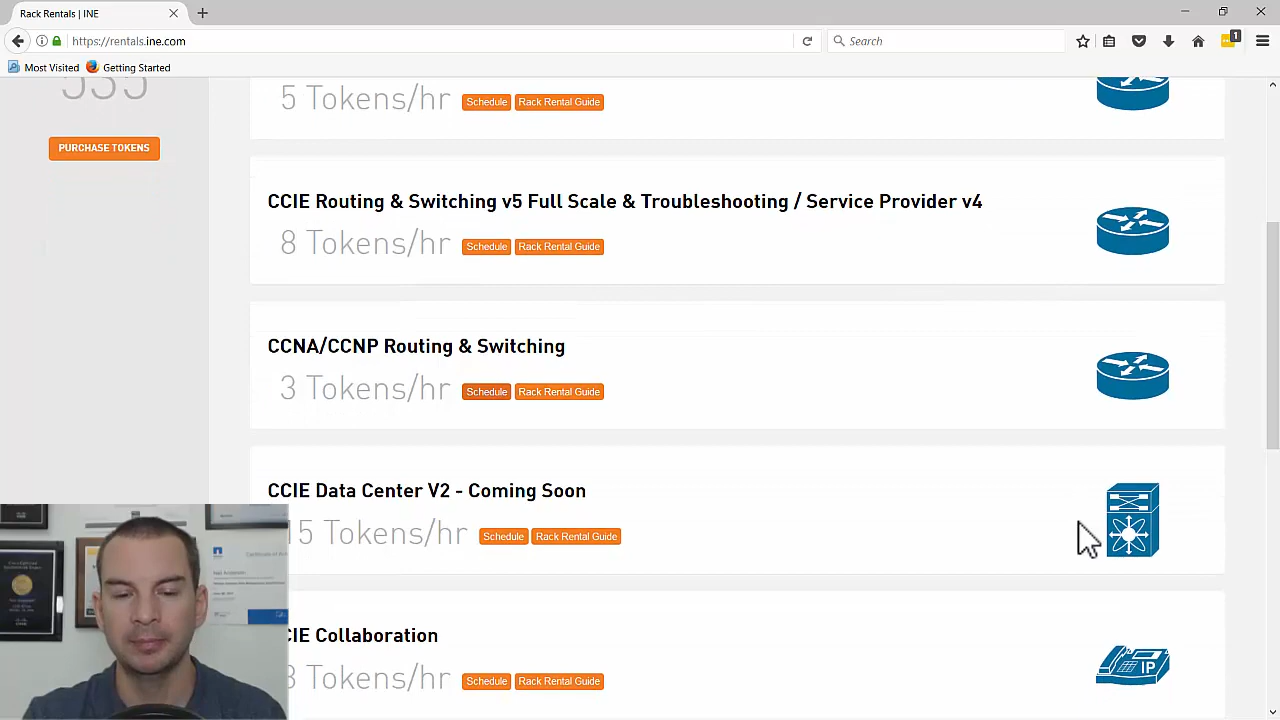 Rack Rentals | INE
https://rentals.ine.com
Search
1
Most Visited
Getting Started
535
5 Tokens/hr Schedule Rack Rental Guide
PURCHASE TOKENS
CCIE Routing & Switching v5 Full Scale & Troubleshooting / Service Provider v4
8 Tokens/hr Schedule Rack Rental Guide
CCNA/CCNP Routing & Switching
3 Tokens/hr Schedule Rack Rental Guide
CCIE Data Center V2 - Coming Soon
15 Tokens/hr Schedule Rack Rental Guide
CIE Collaboration
Tokens/hr Schedule Rack Rental Guide
IP